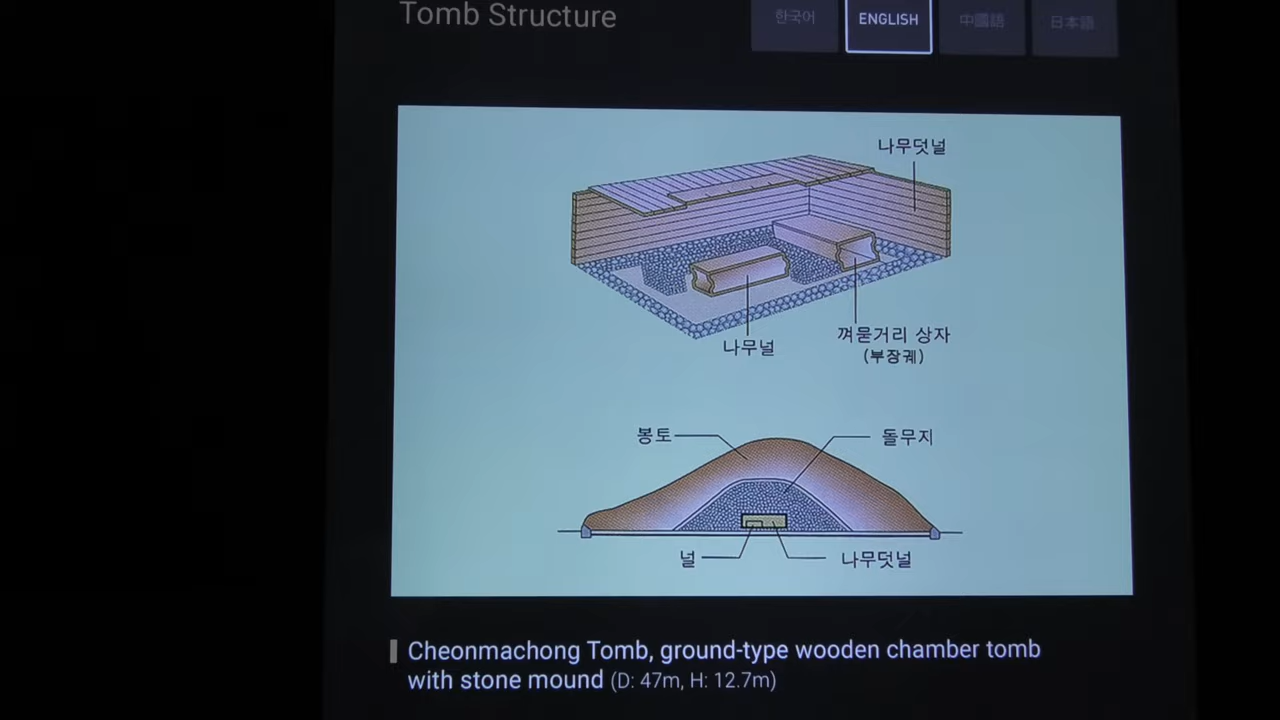 Tomb Structure
한국어
ENGLISH
中國語
日本語
나무덧널
나무널
껴묻거리 상자
(부장궤)
봉토
돌무지
널
나무덧널
Cheonmachong Tomb, ground-type wooden chamber tomb
with stone mound (D: 47m, H: 12.7m)